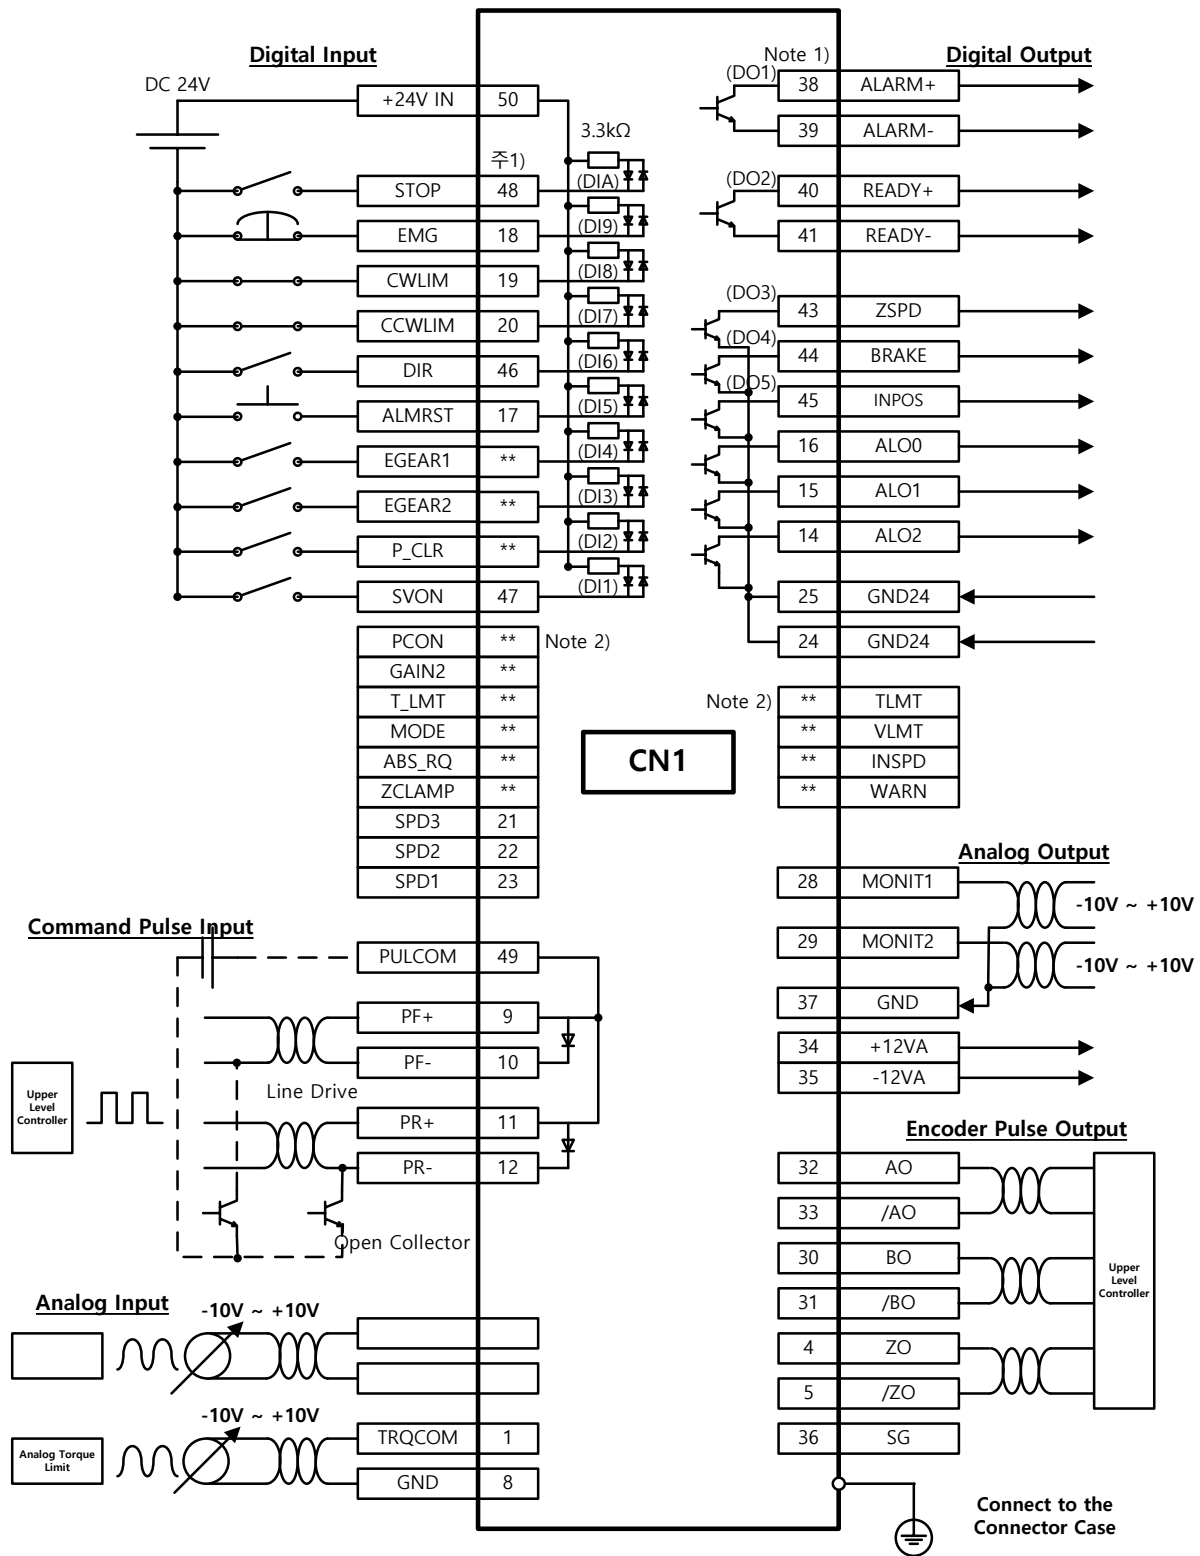 Digital Input
DC 24V
+24V IN 50
3.3kΩ
주1)
STOP 48 (DIA)
EMG 18 (DI9)
CWLIM 19 (DI8)
CCWLIM 20 (DI7)
DIR 46 (DI6)
ALMRST 17 (DI5)
EGEAR1 ** (DI4)
EGEAR2 ** (DI3)
P_CLR ** (DI2)
SVON 47 (DI1)
PCON ** Note 2)
GAIN2 **
T_LMT **
MODE **
ABS_RQ **
ZCLAMP **
SPD3 21
SPD2 22
SPD1 23
Command Pulse Input
PULCOM 49
PF+ 9
PF- 10
Line Drive
Upper
Level
Controller
PR+ 11
PR- 12
Open Collector
Analog Input
-10V ~ +10V
-10V ~ +10V
Analog Torque
Limit
TRQCOM 1
GND 8
CN1
Note 1)
Digital Output
(DO1) 38 ALARM+
39 ALARM-
(DO2) 40 READY+
41 READY-
(DO3) 43 ZSPD
(DO4) 44 BRAKE
(DO5) 45 INPOS
16 ALO0
15 ALO1
14 ALO2
25 GND24
24 GND24
Note 2) ** TLMT
** VLMT
** INSPD
** WARN
Analog Output
28 MONIT1
-10V ~ +10V
29 MONIT2
-10V ~ +10V
37 GND
34 +12VA
35 -12VA
Encoder Pulse Output
32 AO
33 /AO
30 BO
31 /BO
4 ZO
5 /ZO
Upper
Level
Controller
36 SG
Connect to the
Connector Case